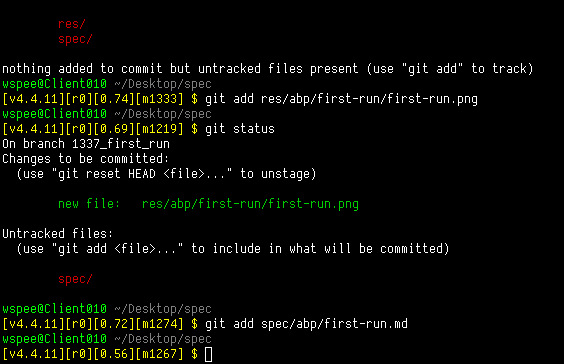 res/
spec/
nothing added to commit but untracked files present (use "git add" to track)
wspee@Client010 ~/Desktop/spec
[v4.4.11][r0][0.74][m1333] $ git add res/abp/first-run/first-run.png
wspee@Client010 ~/Desktop/spec
[v4.4.11][r0][0.69][m1219] $ git status
On branch 1337_first_run
Changes to be committed:
(use "git reset HEAD <file>..." to unstage)
new file: res/abp/first-run/first-run.png
Untracked files:
(use "git add <file>..." to include in what will be committed)
spec/
wspee@Client010 ~/Desktop/spec
[v4.4.11][r0][0.72][m1274] $ git add spec/abp/first-run.md
wspee@Client010 ~/Desktop/spec
[v4.4.11][r0][0.56][m1267] $